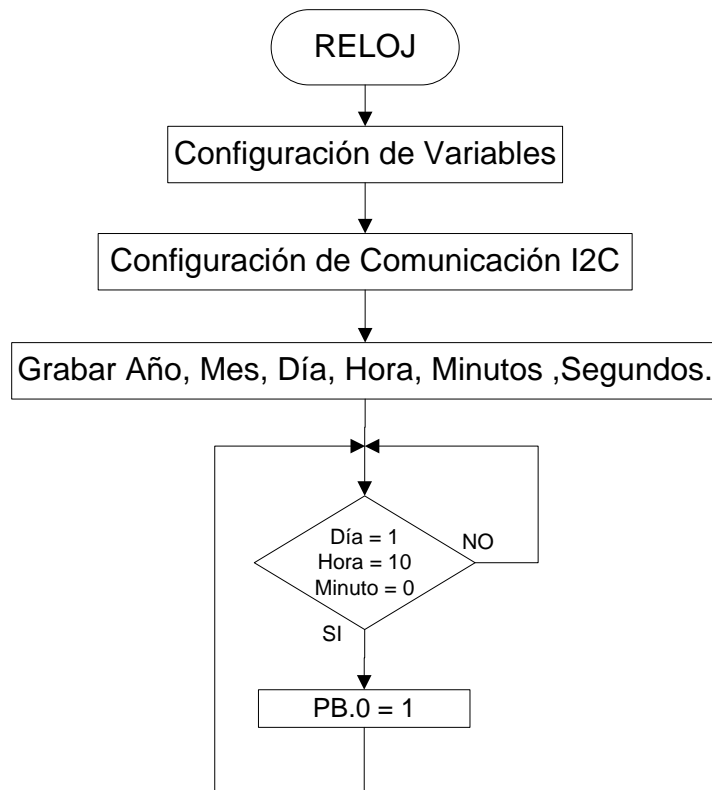 RELOJ
Configuración de Variables
Configuración de Comunicación I2C
Grabar Año, Mes, Día, Hora, Minutos ,Segundos.
Día = 1
Hora = 10
Minuto = 0
NO
SI
PB.0 = 1